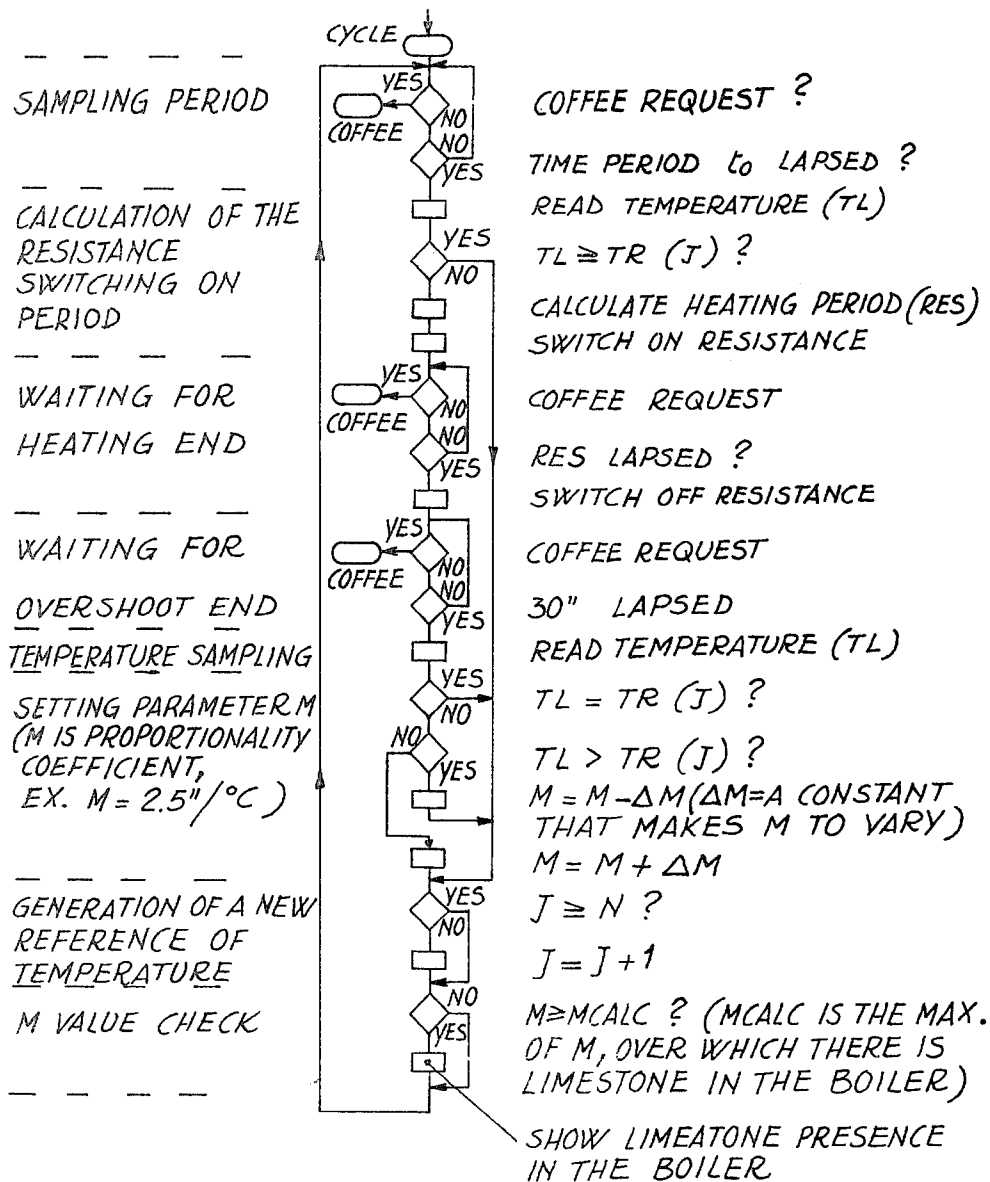 CYCLE
YES
SAMPLING PERIOD
COFFEE REQUEST ?
COFFEE
NO
NO
TIME PERIOD to LAPSED ?
YES
READ TEMPERATURE (TL)
CALCULATION OF THE
RESISTANCE
SWITCHING ON
PERIOD
YES
TL ≥ TR (J) ?
NO
CALCULATE HEATING PERIOD (RES)
SWITCH ON RESISTANCE
YES
WAITING FOR
COFFEE REQUEST
COFFEE
NO
NO
HEATING END
RES LAPSED ?
YES
SWITCH OFF RESISTANCE
YES
WAITING FOR
COFFEE REQUEST
COFFEE
NO
NO
OVERSHOOT END
30" LAPSED
YES
TEMPERATURE SAMPLING
READ TEMPERATURE (TL)
YES
SETTING PARAMETER M
(M IS PROPORTIONALITY
COEFFICIENT,
EX. M = 2.5"/°C )
TL = TR (J) ?
NO
NO
TL > TR (J) ?
YES
M = M - ΔM (ΔM = A CONSTANT
THAT MAKES M TO VARY)
M = M + ΔM
YES
GENERATION OF A NEW
REFERENCE OF
TEMPERATURE
J ≥ N ?
NO
J = J + 1
NO
M VALUE CHECK
M ≥ MCALC ? (MCALC IS THE MAX.
OF M, OVER WHICH THERE IS
LIMESTONE IN THE BOILER)
YES
SHOW LIMEATONE PRESENCE
IN THE BOILER